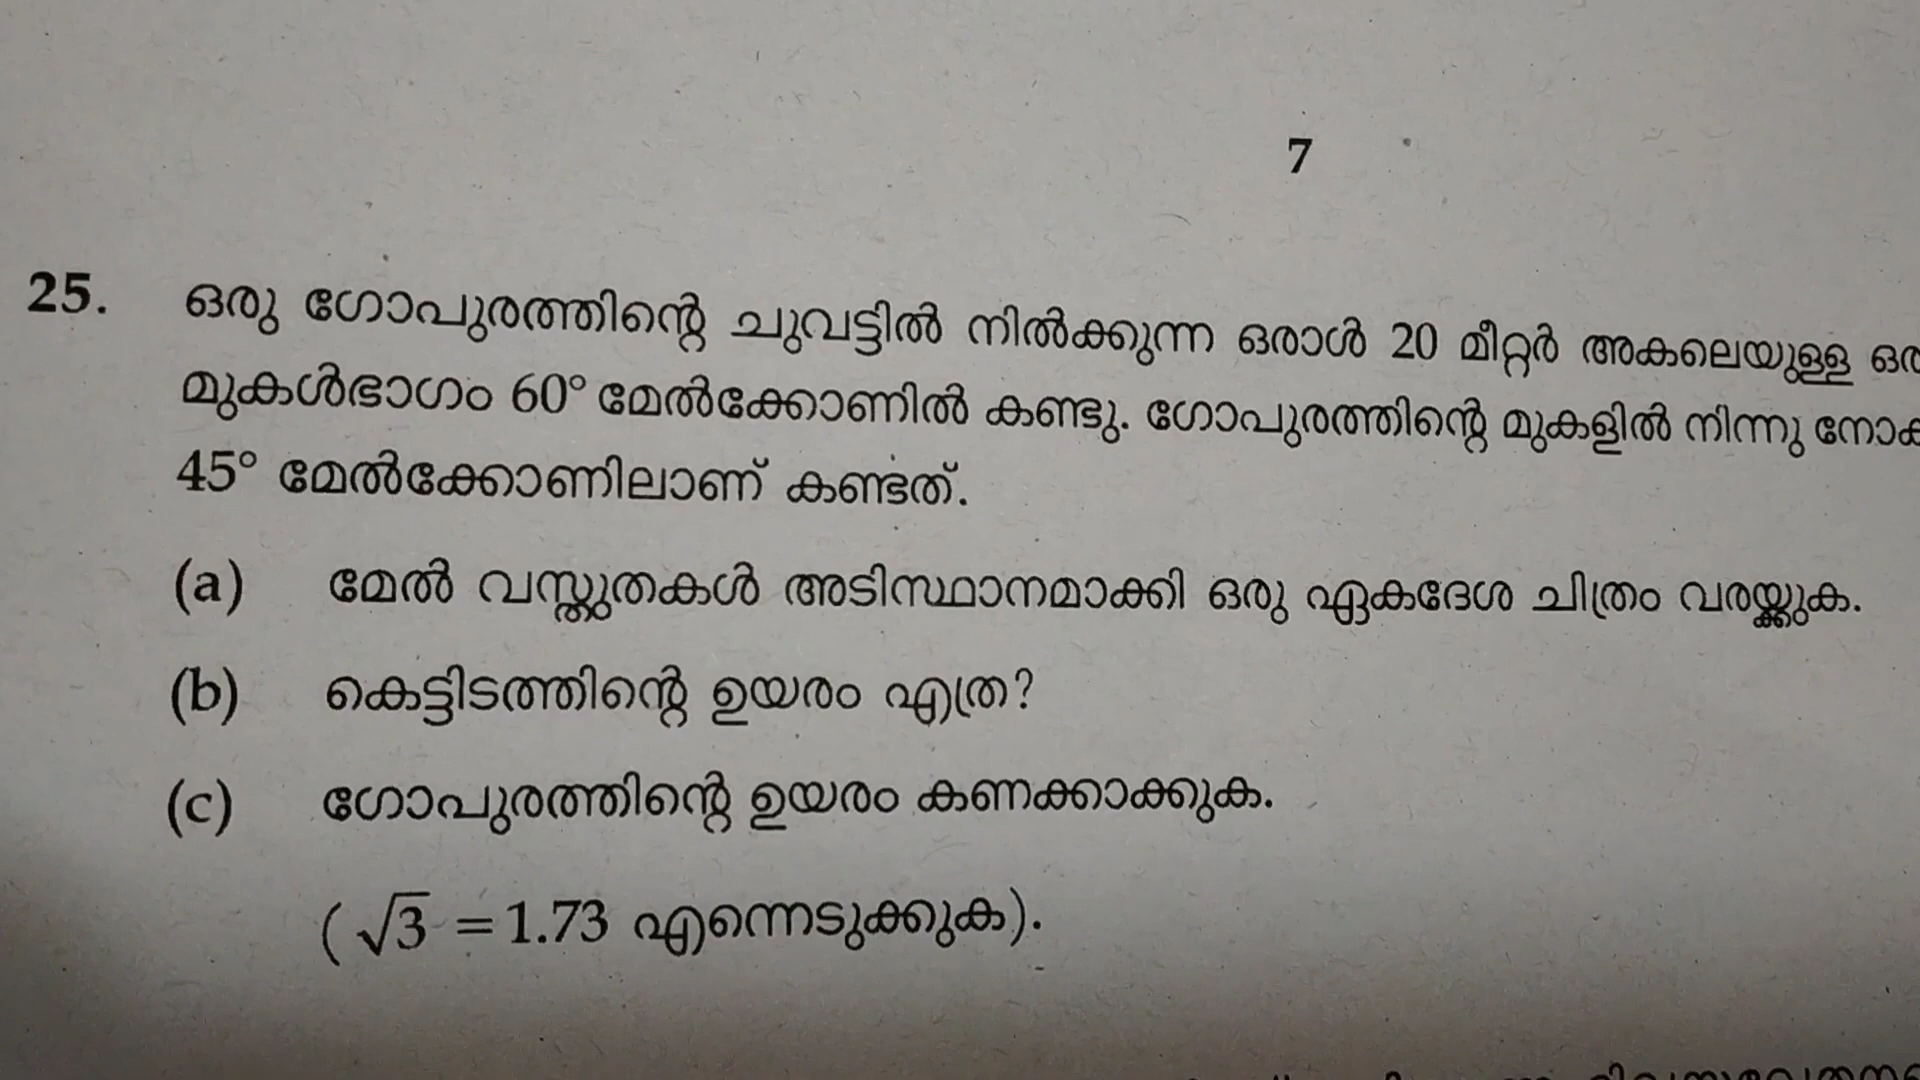 7
25. ഒരു ഗോപുരത്തിന്റെ ചുവട്ടിൽ നിൽക്കുന്ന ഒരാൾ 20 മീറ്റർ അകലെയുള്ള
മുകൾഭാഗം 60° മേൽക്കോണിൽ കണ്ടു. ഗോപുരത്തിന്റെ മുകളിൽ നിന്നു
45° മേൽക്കോണിലാണ് കണ്ടത്.
(a) മേൽ വസ്തുതകൾ അടിസ്ഥാനമാക്കി ഒരു ഏകദേശ ചിത്രം വരയ്ക്കുക.
(b) കെട്ടിടത്തിന്റെ ഉയരം എത്ര?
(c) ഗോപുരത്തിന്റെ ഉയരം കണക്കാക്കുക.
( √3 = 1.73 എന്നെടുക്കുക).